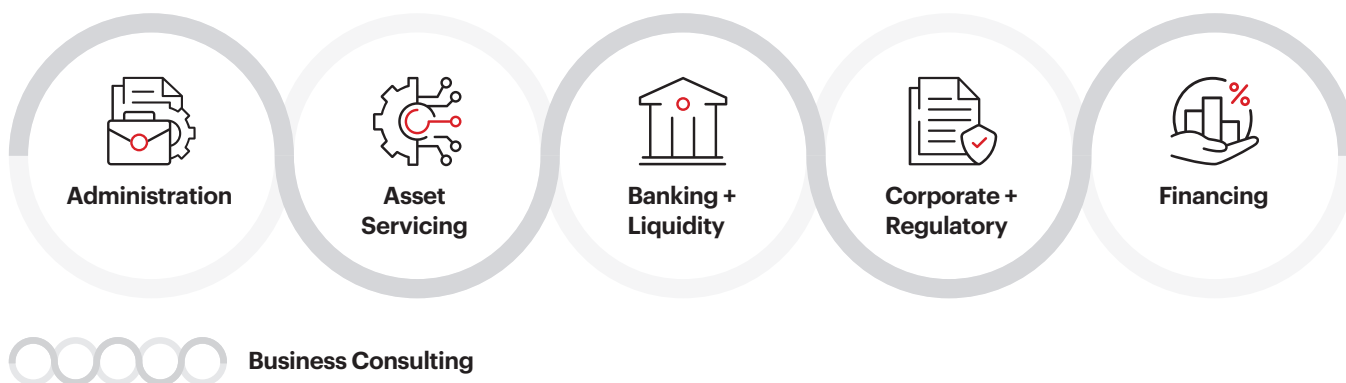 Administration
Asset
Servicing
Banking +
Liquidity
Corporate +
Regulatory
Financing
%
Business Consulting